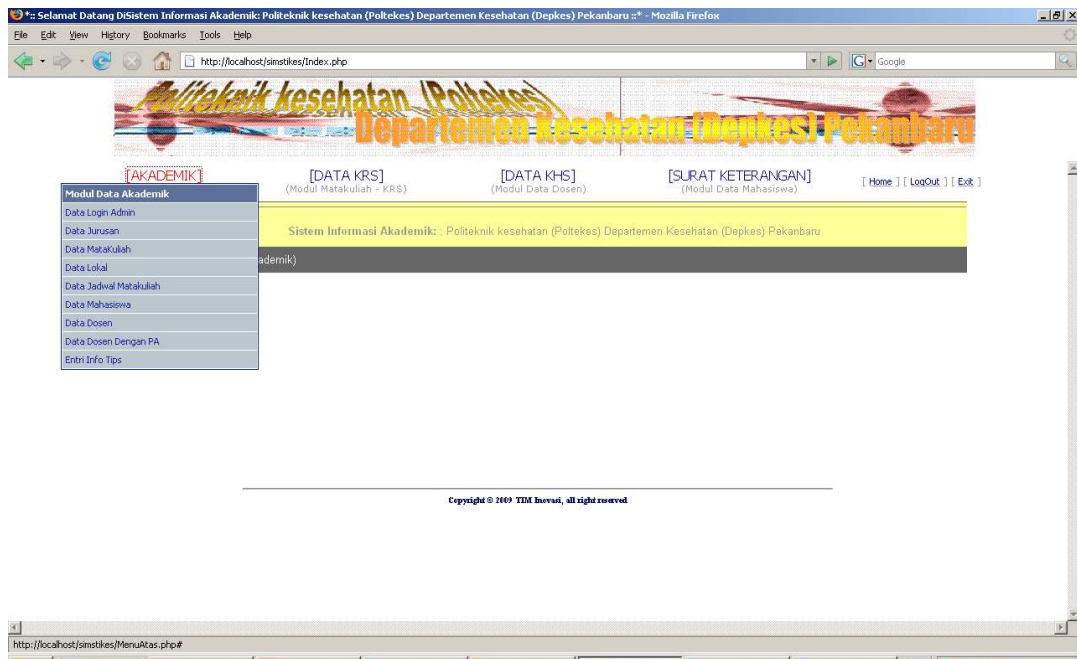 *:: Selamat Datang DiSistem Informasi Akademik: Politeknik kesehatan (Poltekes) Departemen Kesehatan (Depkes) Pekanbaru ::* - Mozilla Firefox
File Edit View History Bookmarks Tools Help
http://localhost/simstikes/Index.php
Google
Politeknik kesehatan (Poltekes)
Departemen Kesehatan (Depkes) Pekanbaru
[AKADEMIK] [DATA KRS] [DATA KHS] [SURAT KETERANGAN]
(Modul Matakuliah - KRS) (Modul Data Dosen) (Modul Data Mahasiswa) [ Home ] [ LogOut ] [ Exit ]
Modul Data Akademik
Data Login Admin
Data Jurusan
Sistem Informasi Akademik: : Politeknik kesehatan (Poltekes) Departemen Kesehatan (Depkes) Pekanbaru
Data MataKuliah
ademik)
Data Lokal
Data Jadwal Matakuliah
Data Mahasiswa
Data Dosen
Data Dosen Dengan PA
Entri Info Tips
Copyright © 2009 TIM Inovasi, all right reserved
http://localhost/simstikes/MenuAtas.php#